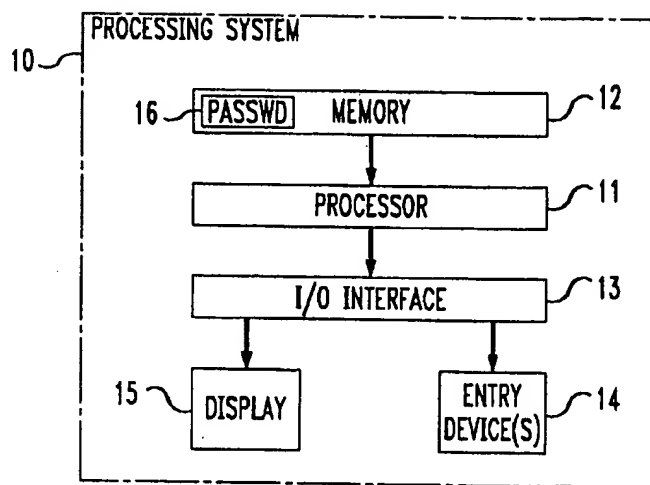 PROCESSING SYSTEM
10
16 PASSWD MEMORY 12
PROCESSOR 11
I/O INTERFACE 13
15 DISPLAY
ENTRY
DEVICE(S) 14